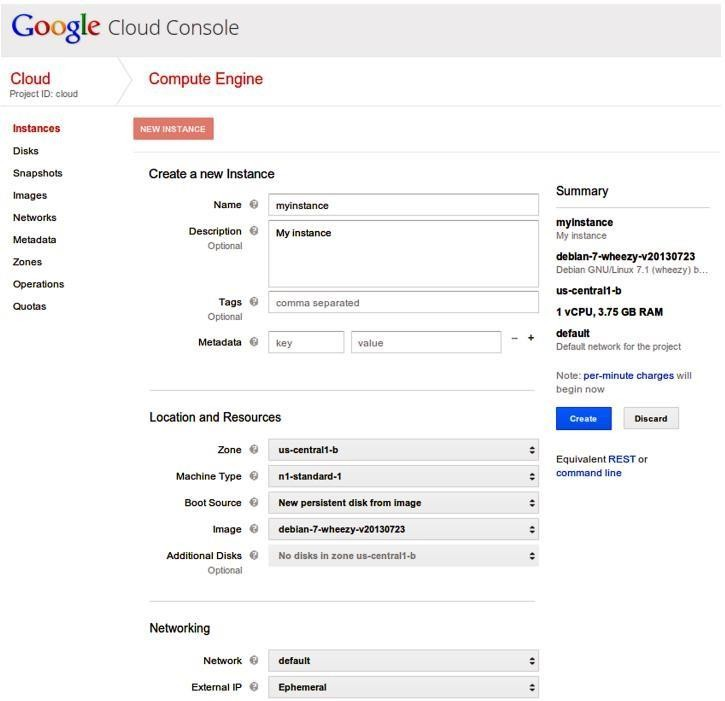 Google Cloud Console
Cloud
Project ID: cloud
Compute Engine
Instances
Disks
Snapshots
Images
Networks
Metadata
Zones
Operations
Quotas
NEW INSTANCE
Create a new Instance
Name
myinstance
Description
Optional
My instance
Tags
Optional
comma separated
Metadata
key
value
− +
Location and Resources
Zone
us-central1-b
Machine Type
n1-standard-1
Boot Source
New persistent disk from image
Image
debian-7-wheezy-v20130723
Additional Disks
Optional
No disks in zone us-central1-b
Networking
Network
default
External IP
Ephemeral
Summary
myinstance
My instance
debian-7-wheezy-v20130723
Debian GNU/Linux 7.1 (wheezy) b...
us-central1-b
1 vCPU, 3.75 GB RAM
default
Default network for the project
Note: per-minute charges will
begin now
Create
Discard
Equivalent REST or
command line